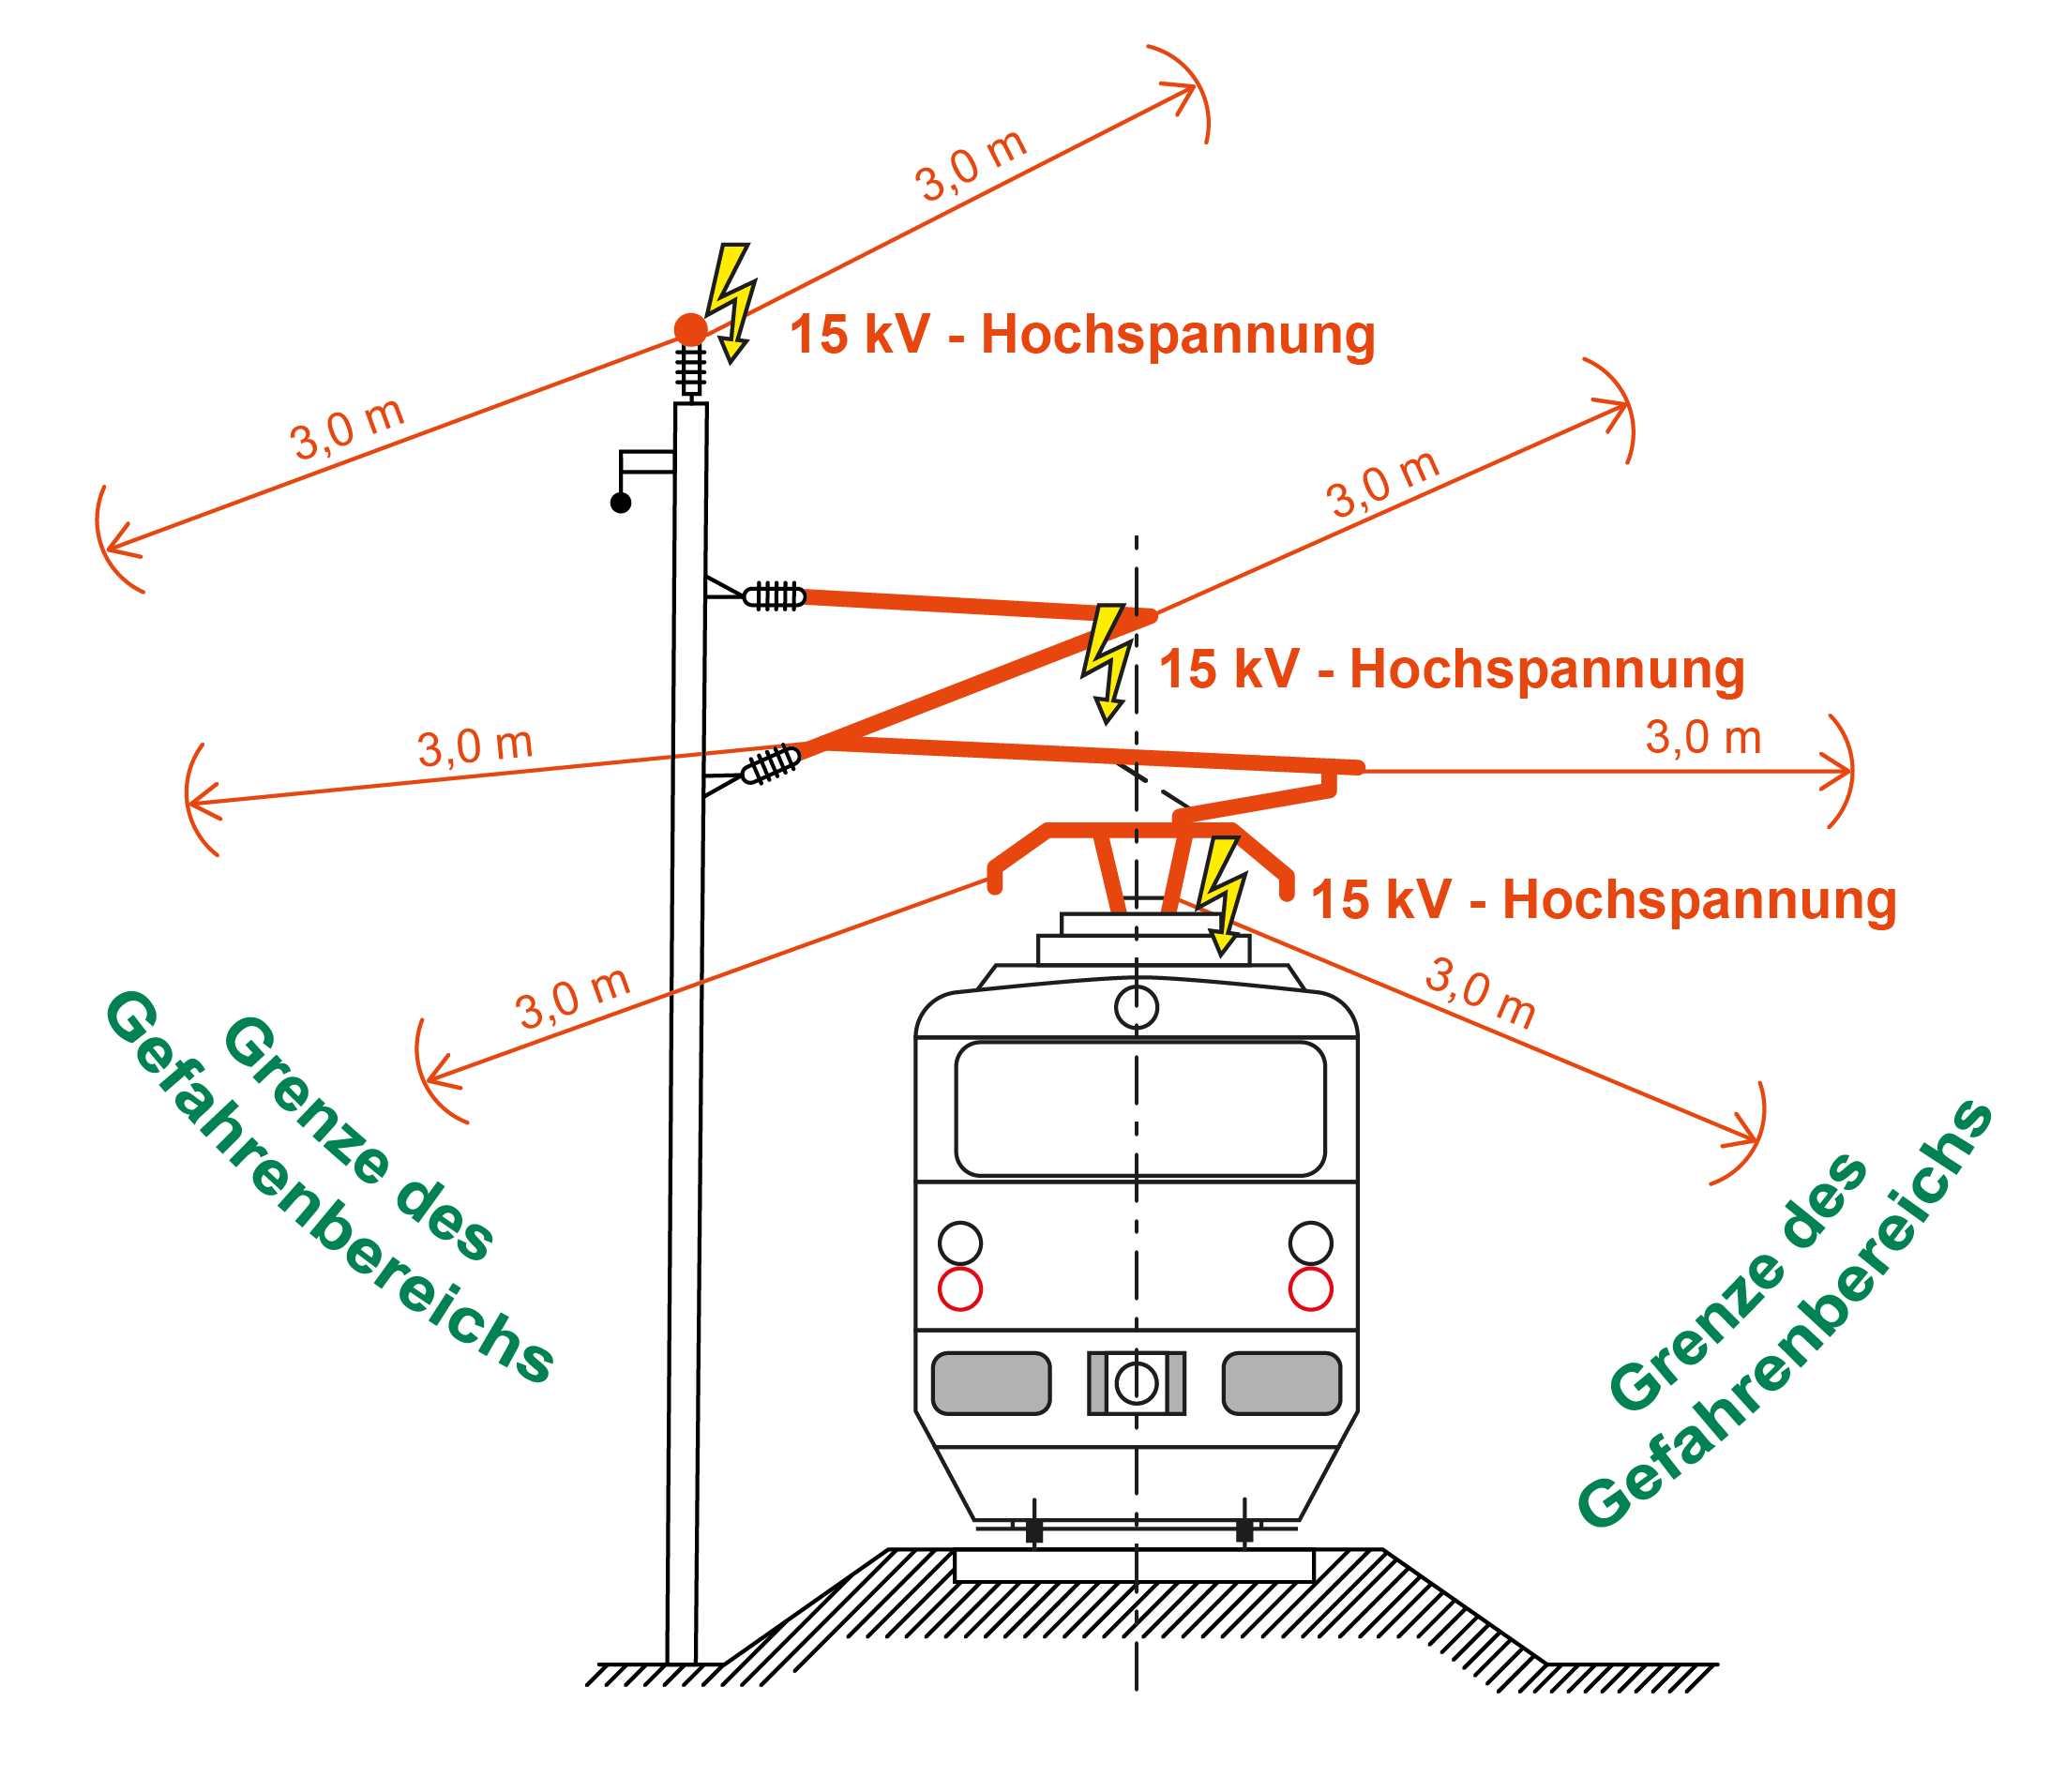 3,0 m
15 kV - Hochspannung
3,0 m
3,0 m
15 kV - Hochspannung
3,0 m
3,0 m
15 kV - Hochspannung
3,0 m
3,0 m
Grenze des
Gefahrenbereichs
Grenze des
Gefahrenbereichs